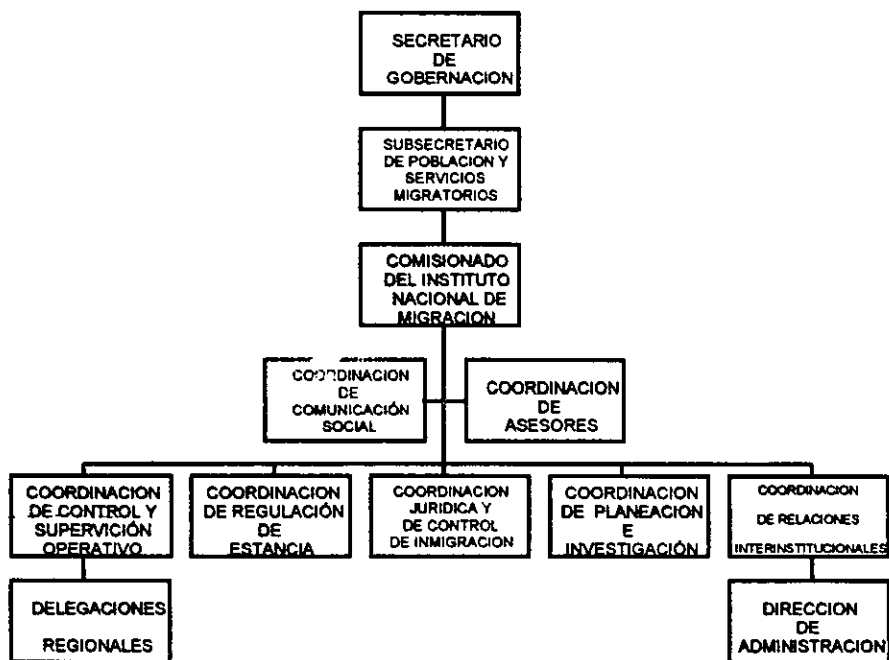 SECRETARIO
DE
GOBERNACION
SUBSECRETARIO
DE POBLACION Y
SERVICIOS
MIGRATORIOS
COMISIONADO
DEL INSTITUTO
NACIONAL DE
MIGRACION
COORDINACION
DE
COMUNICACIÓN
SOCIAL
COORDINACION
DE
ASESORES
COORDINACION
DE CONTROL Y
SUPERVICIÓN
OPERATIVO
COORDINACION
DE REGULACIÓN
DE
ESTANCIA
COORDINACION
JURIDICA Y
DE CONTROL
DE INMIGRACION
COORDINACION
DE PLANEACION
E
INVESTIGACIÓN
COORDINACION
DE RELACIONES
INTERINSTITUCIONALES
DELEGACIONES
REGIONALES
DIRECCION
DE
ADMINISTRACION